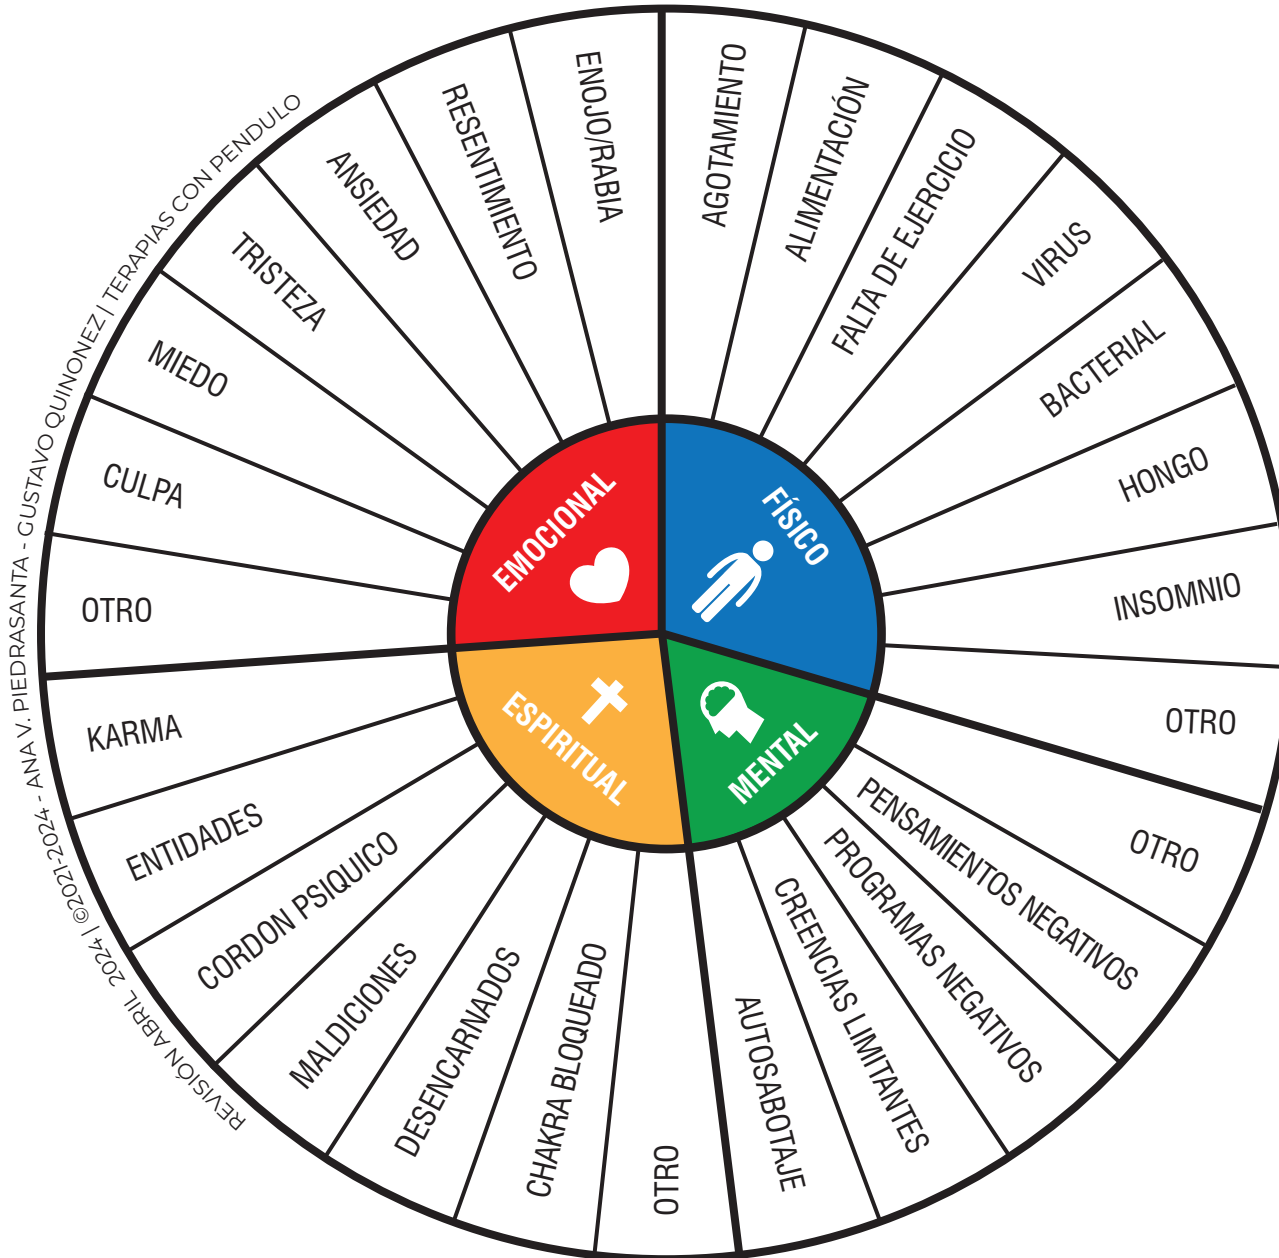 REVISIÓN ABRIL 2024 | ©2021-2024 - ANA V. PIEDRASANTA - GUSTAVO QUINONEZ | TERAPIAS CON PENDULO
FÍSICO
AGOTAMIENTO
ALIMENTACIÓN
FALTA DE EJERCICIO
VIRUS
BACTERIAL
HONGO
INSOMNIO
OTRO
MENTAL
OTRO
PENSAMIENTOS NEGATIVOS
PROGRAMAS NEGATIVOS
CREENCIAS LIMITANTES
AUTOSABOTAJE
ESPIRITUAL
OTRO
CHAKRA BLOQUEADO
DESENCARNADOS
MALDICIONES
CORDON PSIQUICO
ENTIDADES
KARMA
EMOCIONAL
OTRO
CULPA
MIEDO
TRISTEZA
ANSIEDAD
RESENTIMIENTO
ENOJO/RABIA